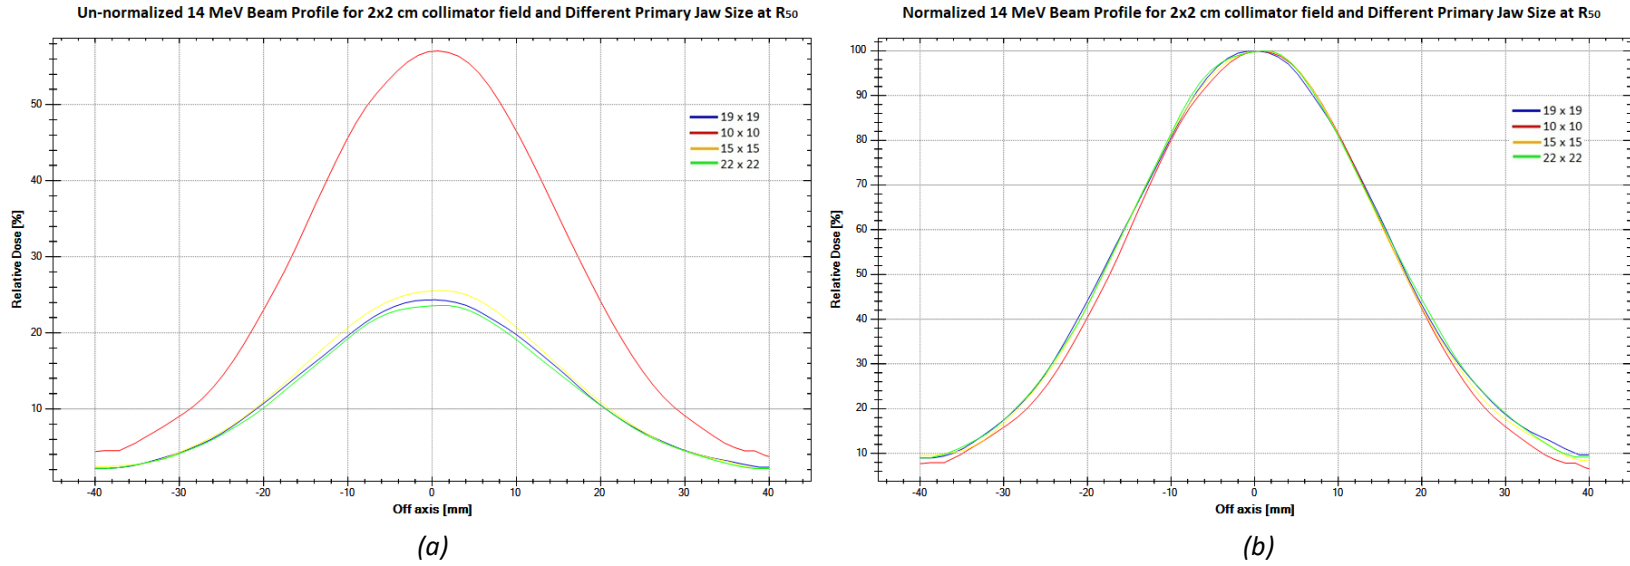 Un-normalized 14 MeV Beam Profile for 2x2 cm collimator field and Different Primary Jaw Size at R50
Relative Dose [%]
50
40
30
20
10
19 x 19
10 x 10
15 x 15
22 x 22
-40 -30 -20 -10 0 10 20 30 40
Off axis [mm]
(a)
Normalized 14 MeV Beam Profile for 2x2 cm collimator field and Different Primary Jaw Size at R50
Relative Dose [%]
100
90
80
70
60
50
40
30
20
10
19 x 19
10 x 10
15 x 15
22 x 22
-40 -30 -20 -10 0 10 20 30 40
Off axis [mm]
(b)